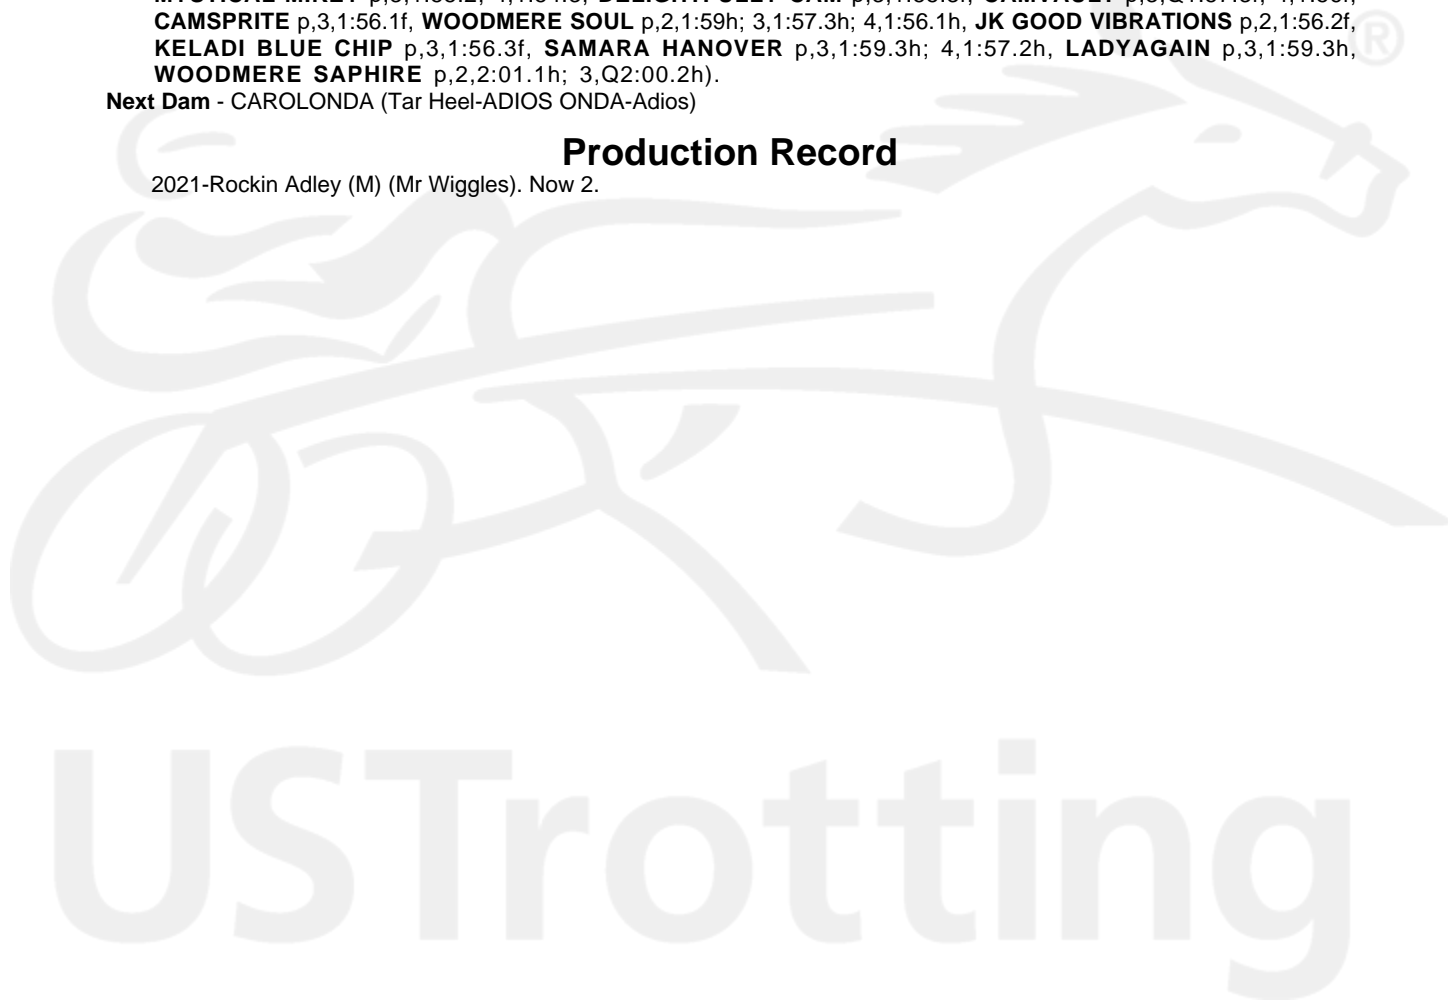 CAMSPRITE p,3,1:56.1f, WOODMERE SOUL p,2,1:59h; 3,1:57.3h; 4,1:56.1h, JK GOOD VIBRATIONS p,2,1:56.2f,
KELADI BLUE CHIP p,3,1:56.3f, SAMARA HANOVER p,3,1:59.3h; 4,1:57.2h, LADYAGAIN p,3,1:59.3h,
WOODMERE SAPHIRE p,2,2:01.1h; 3,Q2:00.2h).
Next Dam - CAROLONDA (Tar Heel-ADIOS ONDA-Adios)
Production Record
2021-Rockin Adley (M) (Mr Wiggles). Now 2.
®
USTrotting